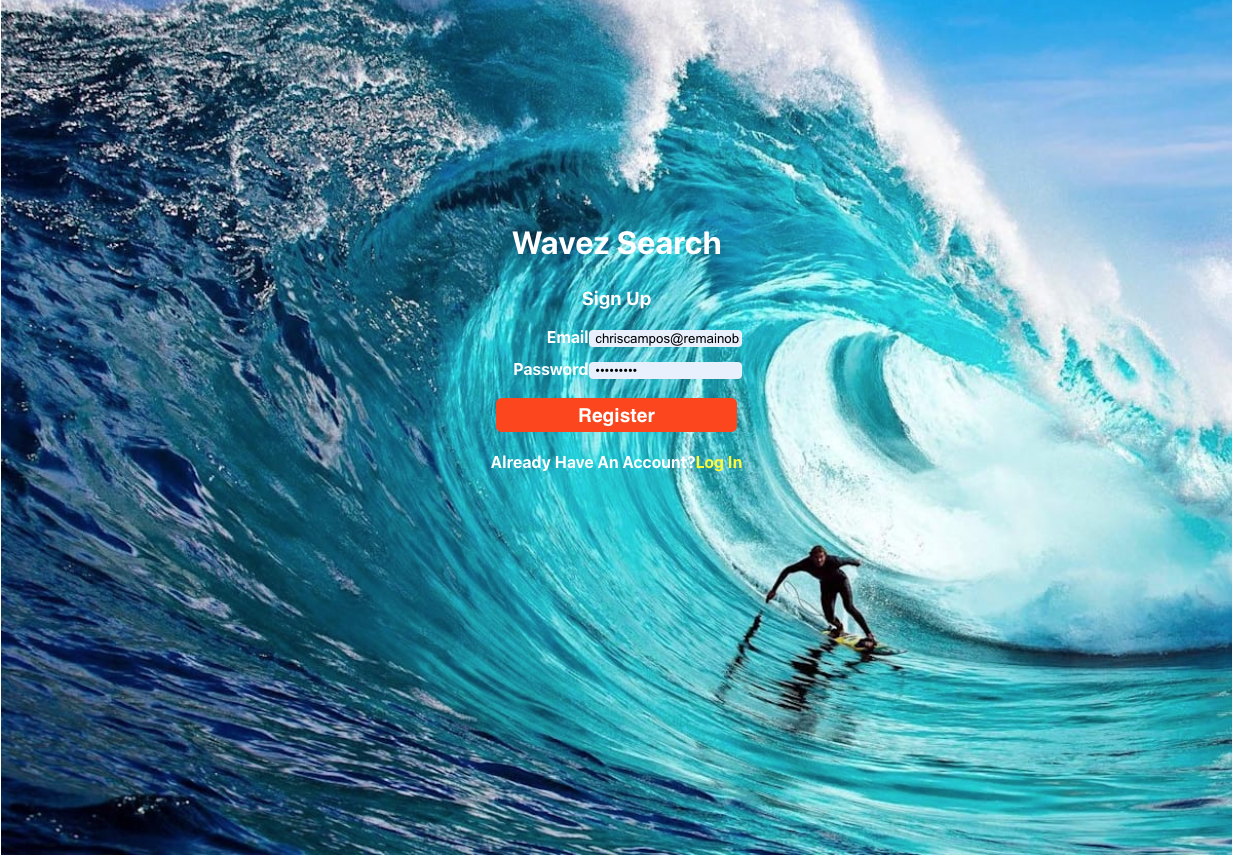 Wavez Search
Sign Up
Email chriscampos@remainob
Password •••••••••
Register
Already Have An Account?Log In